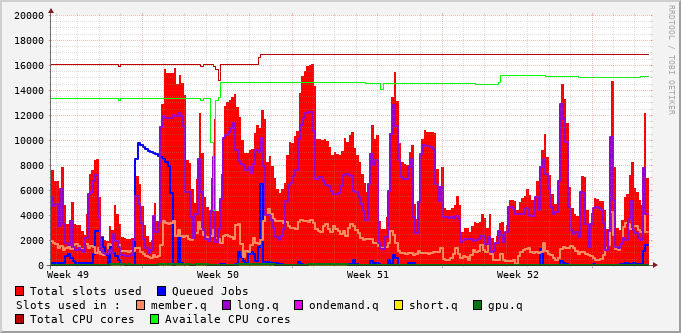 20000
18000
16000
14000
12000
10000
8000
6000
4000
2000
0
Week 49 Week 50 Week 51 Week 52
RRDTOOL / TOBI OETIKER
Total slots used Queued Jobs
Slots used in : member.q long.q ondemand.q short.q gpu.q
Total CPU cores Availale CPU cores